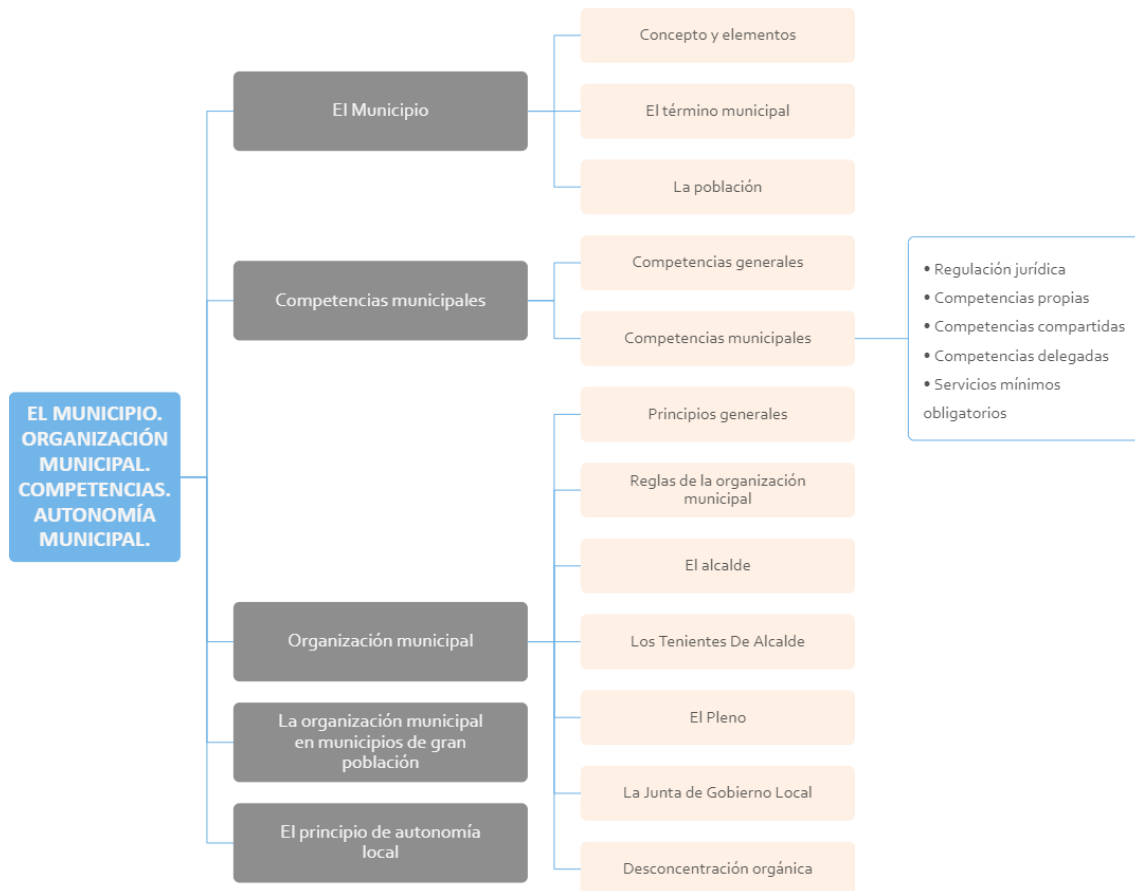 EL MUNICIPIO.
ORGANIZACIÓN
MUNICIPAL.
COMPETENCIAS.
AUTONOMÍA
MUNICIPAL.
El Municipio
Concepto y elementos
El término municipal
La población
Competencias municipales
Competencias generales
Competencias municipales
• Regulación jurídica
• Competencias propias
• Competencias compartidas
• Competencias delegadas
• Servicios mínimos
obligatorios
Organización municipal
Principios generales
Reglas de la organización
municipal
El alcalde
Los Tenientes De Alcalde
El Pleno
La Junta de Gobierno Local
Desconcentración orgánica
La organización municipal
en municipios de gran
población
El principio de autonomía
local